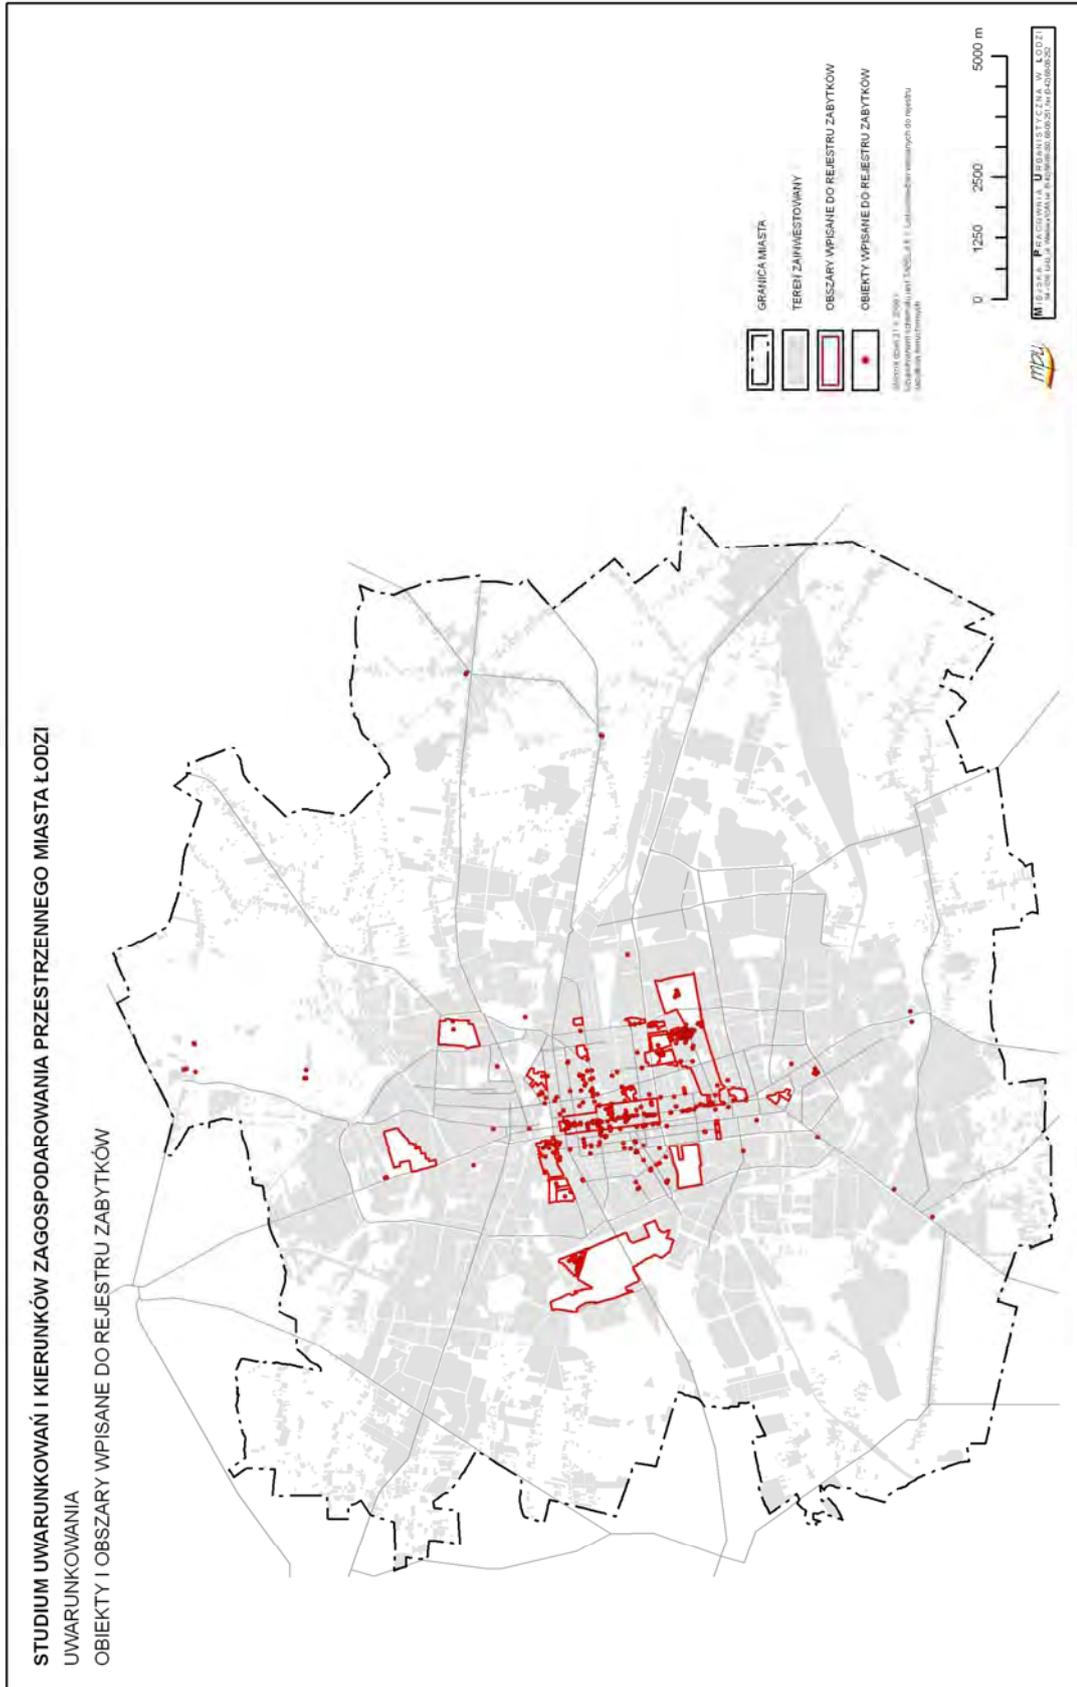 STUDIUM UWARUNKOWAŃ I KIERUNKÓW ZAGOSPODAROWANIA PRZESTRZENNEGO MIASTA ŁODZI
UWARUNKOWANIA
OBIEKTY I OBSZARY WPISANE DO REJESTRU ZABYTKÓW
GRANICA MIASTA
TEREN ZAINWESTOWANY
OBSZARY WPISANE DO REJESTRU ZABYTKÓW
OBIEKTY WPISANE DO REJESTRU ZABYTKÓW
0 1250 2500 5000 m
mpu
MIEJSKA PRACOWNIA URBANISTYCZNA W ŁODZI